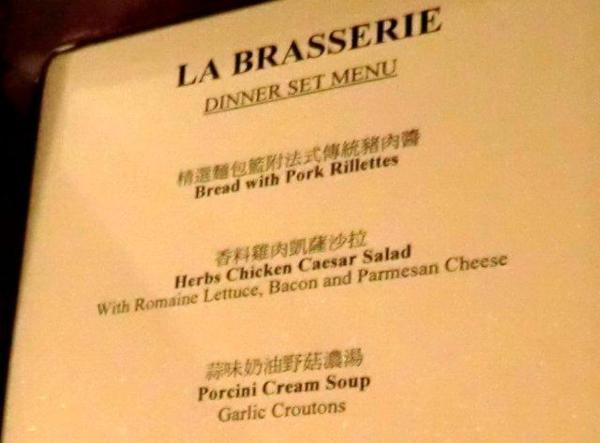 LA BRASSERIE
DINNER SET MENU
精選麵包籃附法式傳統豬肉醬
Bread with Pork Rillettes
香料雞肉凱薩沙拉
Herbs Chicken Caesar Salad
With Romaine Lettuce, Bacon and Parmesan Cheese
蒜味奶油野菇濃湯
Porcini Cream Soup
Garlic Croutons